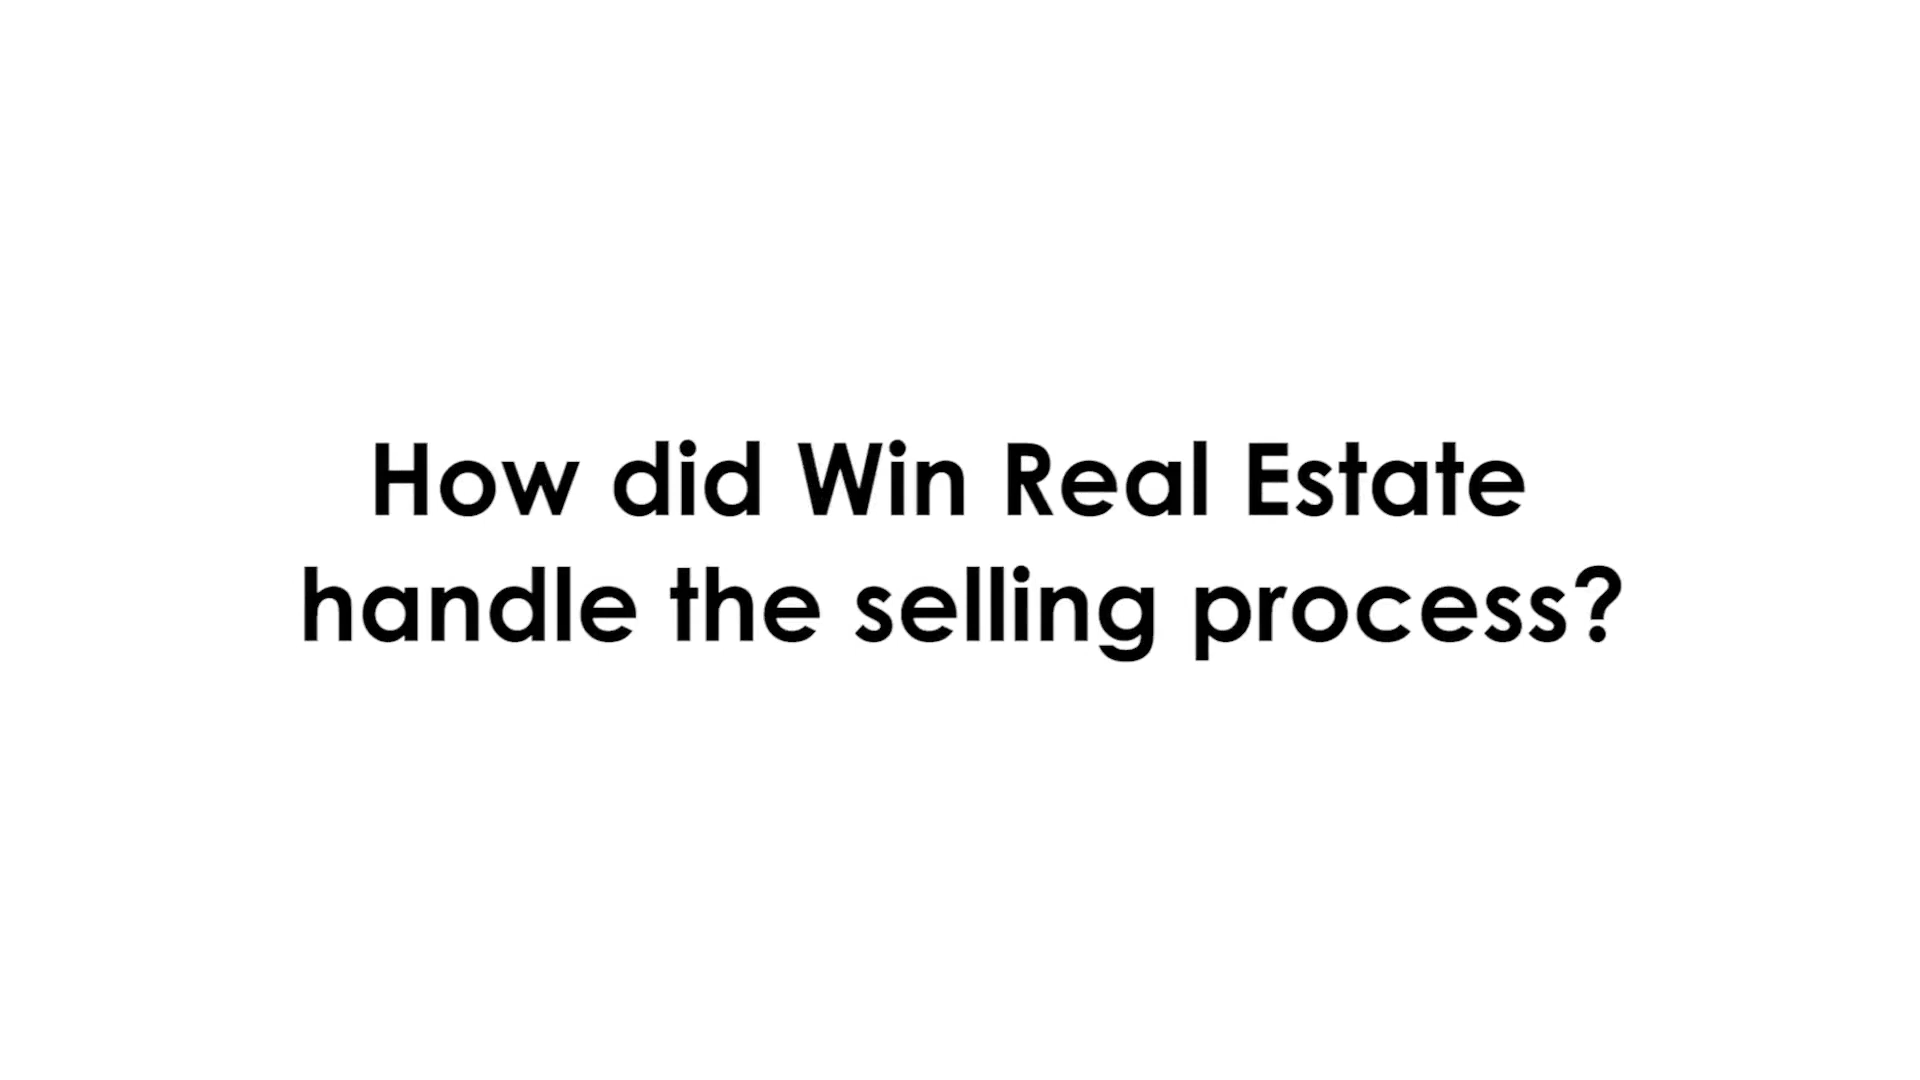 How did Win Real Estate
handle the selling process?